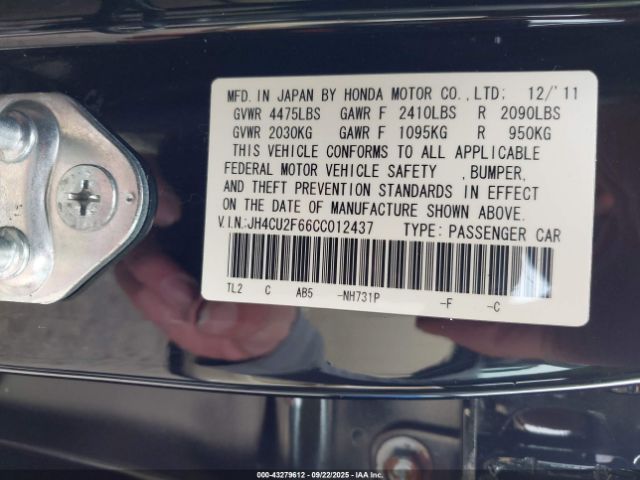 MFD. IN JAPAN BY HONDA MOTOR CO., LTD: 12/'11
GVWR 4475LBS GAWR F 2410LBS R 2090LBS
GVWR 2030KG GAWR F 1095KG R 950KG
THIS VEHICLE CONFORMS TO ALL APPLICABLE
FEDERAL MOTOR VEHICLE SAFETY , BUMPER,
AND THEFT PREVENTION STANDARDS IN EFFECT
ON THE DATE OF MANUFACTURE SHOWN ABOVE.
V.I.N:JH4CU2F66CC012437 TYPE: PASSENGER CAR
TL2 C AB5 -NH731P -F -C
000-43279612 - 09/22/2025 - IAAI.COM